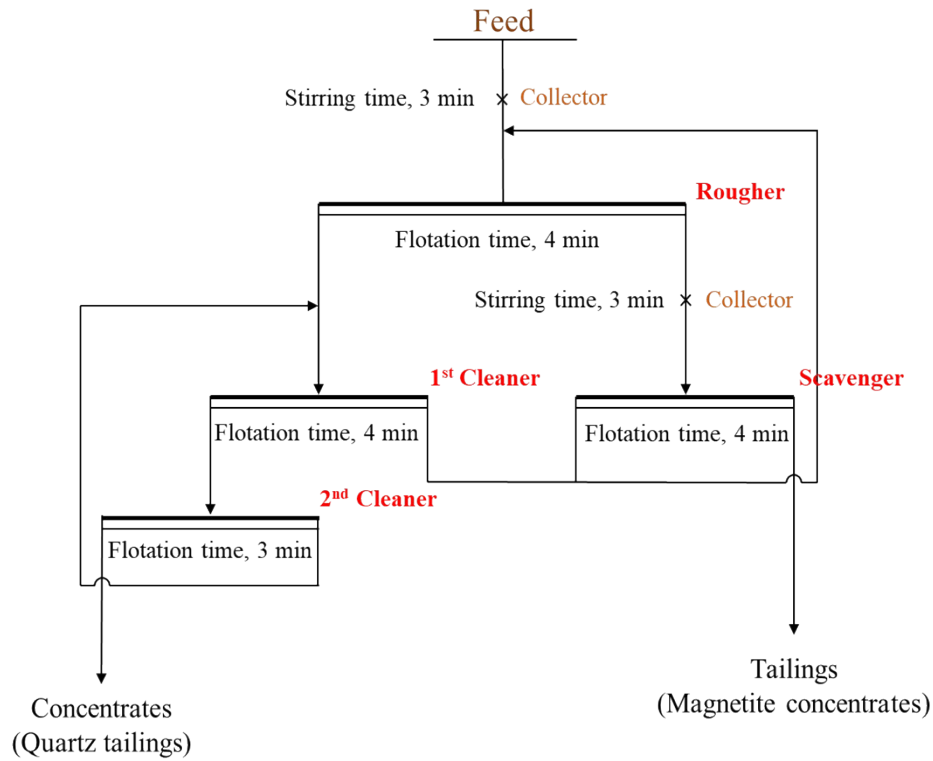 Feed
Stirring time, 3 min
Collector
Rougher
Flotation time, 4 min
Stirring time, 3 min
Collector
1st Cleaner
Scavenger
Flotation time, 4 min
Flotation time, 4 min
2nd Cleaner
Flotation time, 3 min
Tailings
(Magnetite concentrates)
Concentrates
(Quartz tailings)